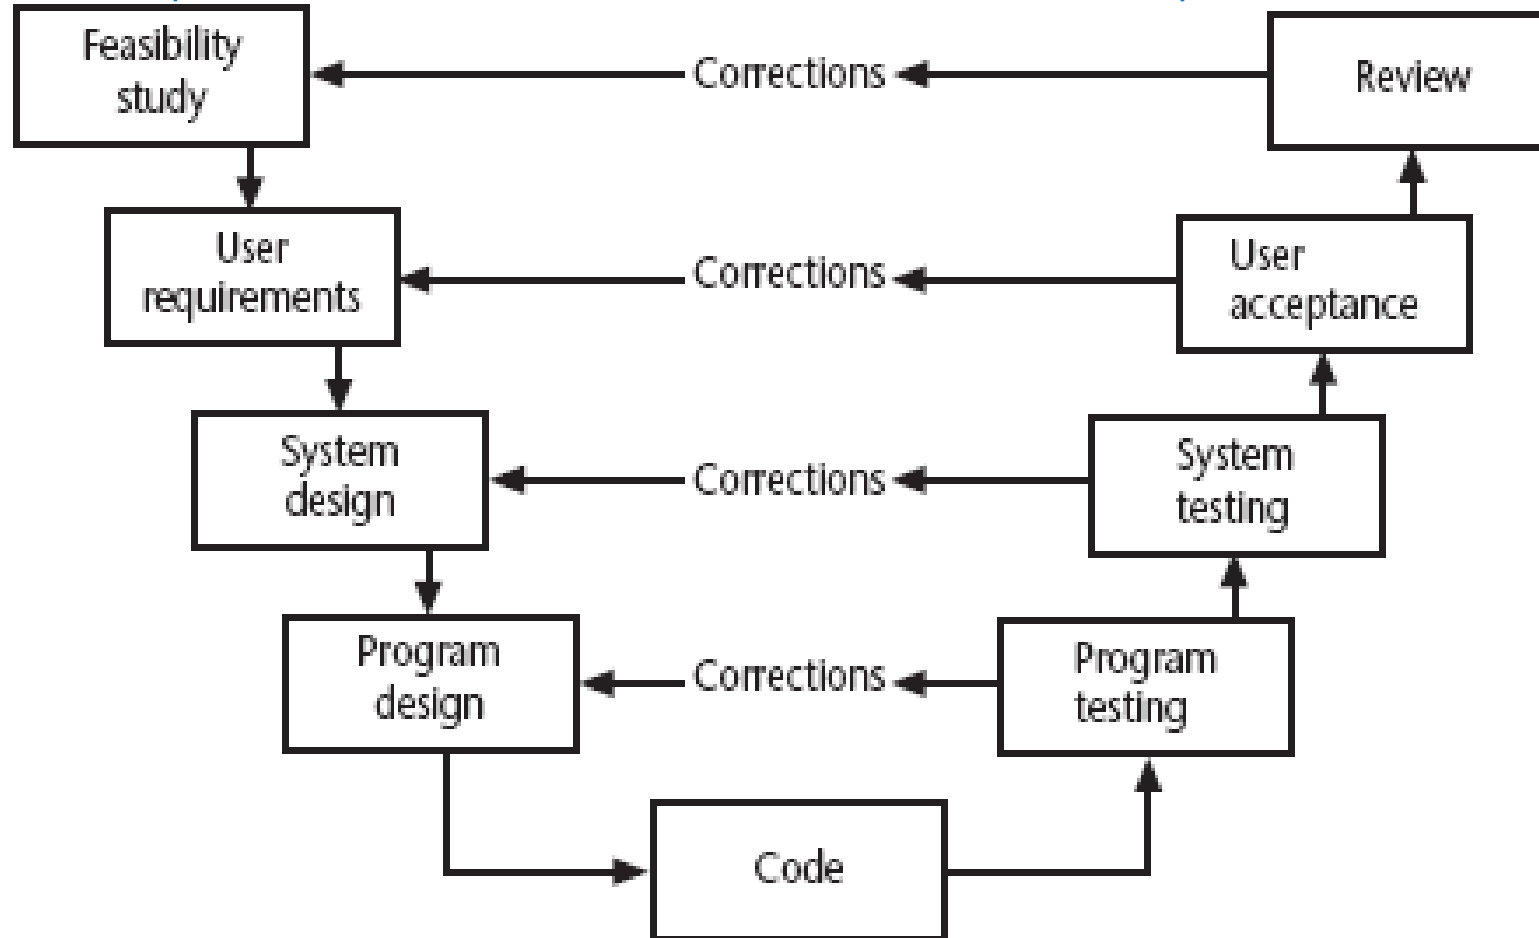 Feasibility
study
Corrections
Review
User
requirements
Corrections
User
acceptance
System
design
Corrections
System
testing
Program
design
Corrections
Program
testing
Code